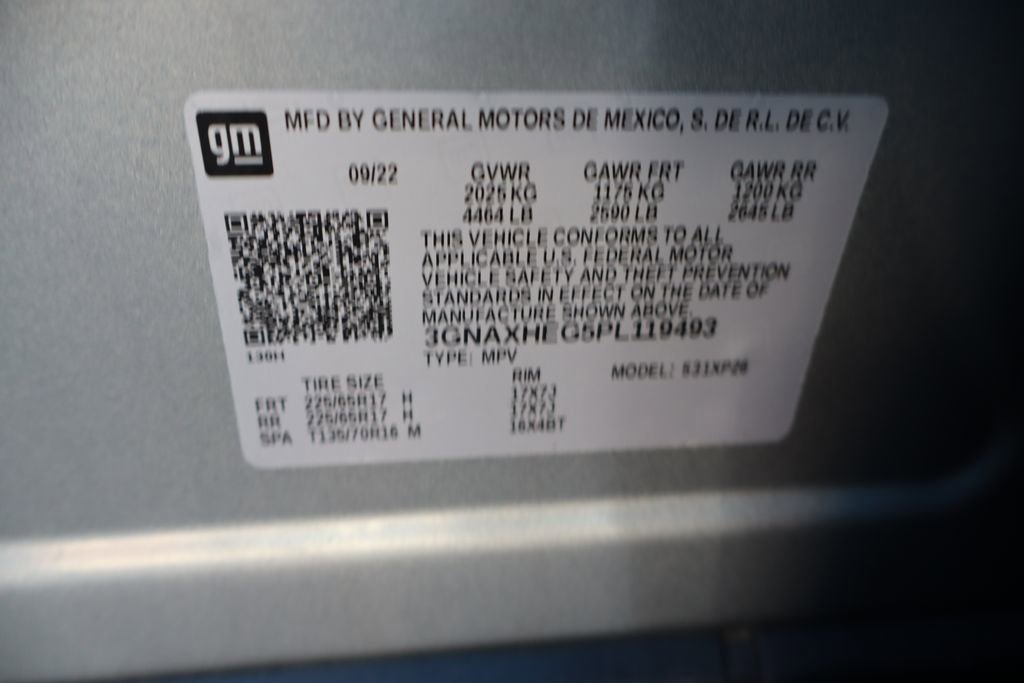 gm
MFD BY GENERAL MOTORS DE MEXICO, S. DE R.L. DE C.V.
09/22
GVWR GAWR FRT GAWR RR
2025 KG 1175 KG 1200 KG
4464 LB 2590 LB 2645 LB
THIS VEHICLE CONFORMS TO ALL
APPLICABLE U.S. FEDERAL MOTOR
VEHICLE SAFETY AND THEFT PREVENTION
STANDARDS IN EFFECT ON THE DATE OF
MANUFACTURE SHOWN ABOVE.
3GNAXHEG5PL119493
TYPE: MPV
MODEL:
TIRE SIZE RIM
FRT 225/65R17 H 17X7J
RR 225/65R17 H 17X7J
SPA T135/70R16 M 16X4BT